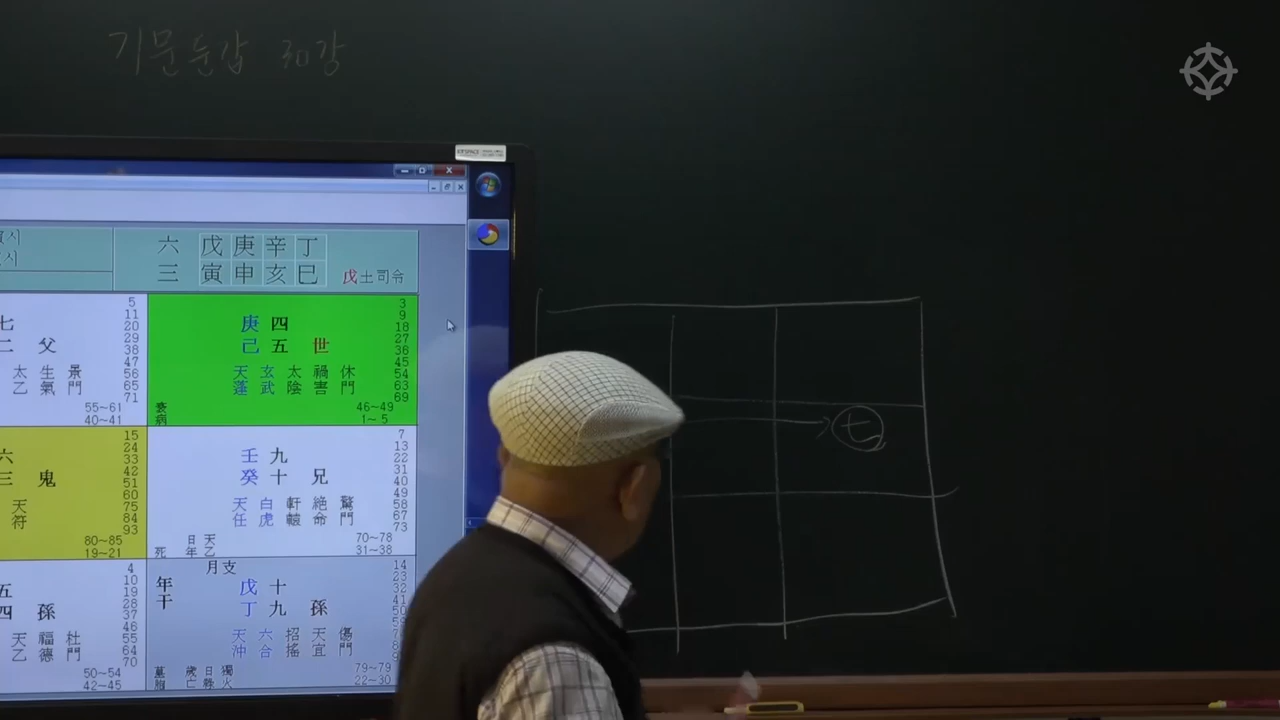 기문둔갑 30강
시
시
六 戊 庚 辛 丁
三 寅 申 亥 巳 戊土司令
七
二 父
太 生 景
乙 氣 門
5
11
20
29
38
47
56
65
71
55~61
40~41
庚 四
己 五 世
天 玄 太 禍 休
蓬 武 陰 害 門
3
9
18
27
36
45
54
63
69
衰
病
46~49
1~ 5
六
三 鬼
天
符
15
24
33
42
51
60
75
84
93
80~85
19~21
壬 九
癸 十 兄
天 白 軒 絶 驚
任 虎 轅 命 門
7
13
22
31
40
49
58
67
73
日 天
死 年 乙
70~78
31~38
五
四 孫
天 福 杜
乙 德 門
4
10
19
28
37
46
55
64
70
50~54
42~45
月支
年
干
戊 十
丁 九 孫
天 六 招 天 傷
沖 合 搖 宜 門
14
23
32
41
墓 歲 日 獨
胞 亡 祿 火
79~79
22~30
七